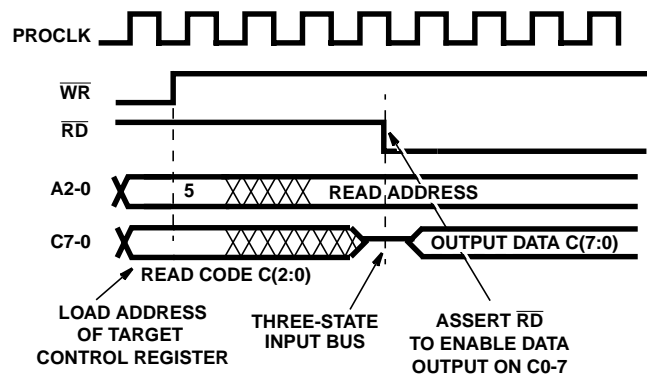 PROCLK
WR
RD
A2-0
5
READ ADDRESS
C7-0
OUTPUT DATA C(7:0)
READ CODE C(2:0)
LOAD ADDRESS
OF TARGET
CONTROL REGISTER
THREE-STATE
INPUT BUS
ASSERT RD
TO ENABLE DATA
OUTPUT ON C0-7